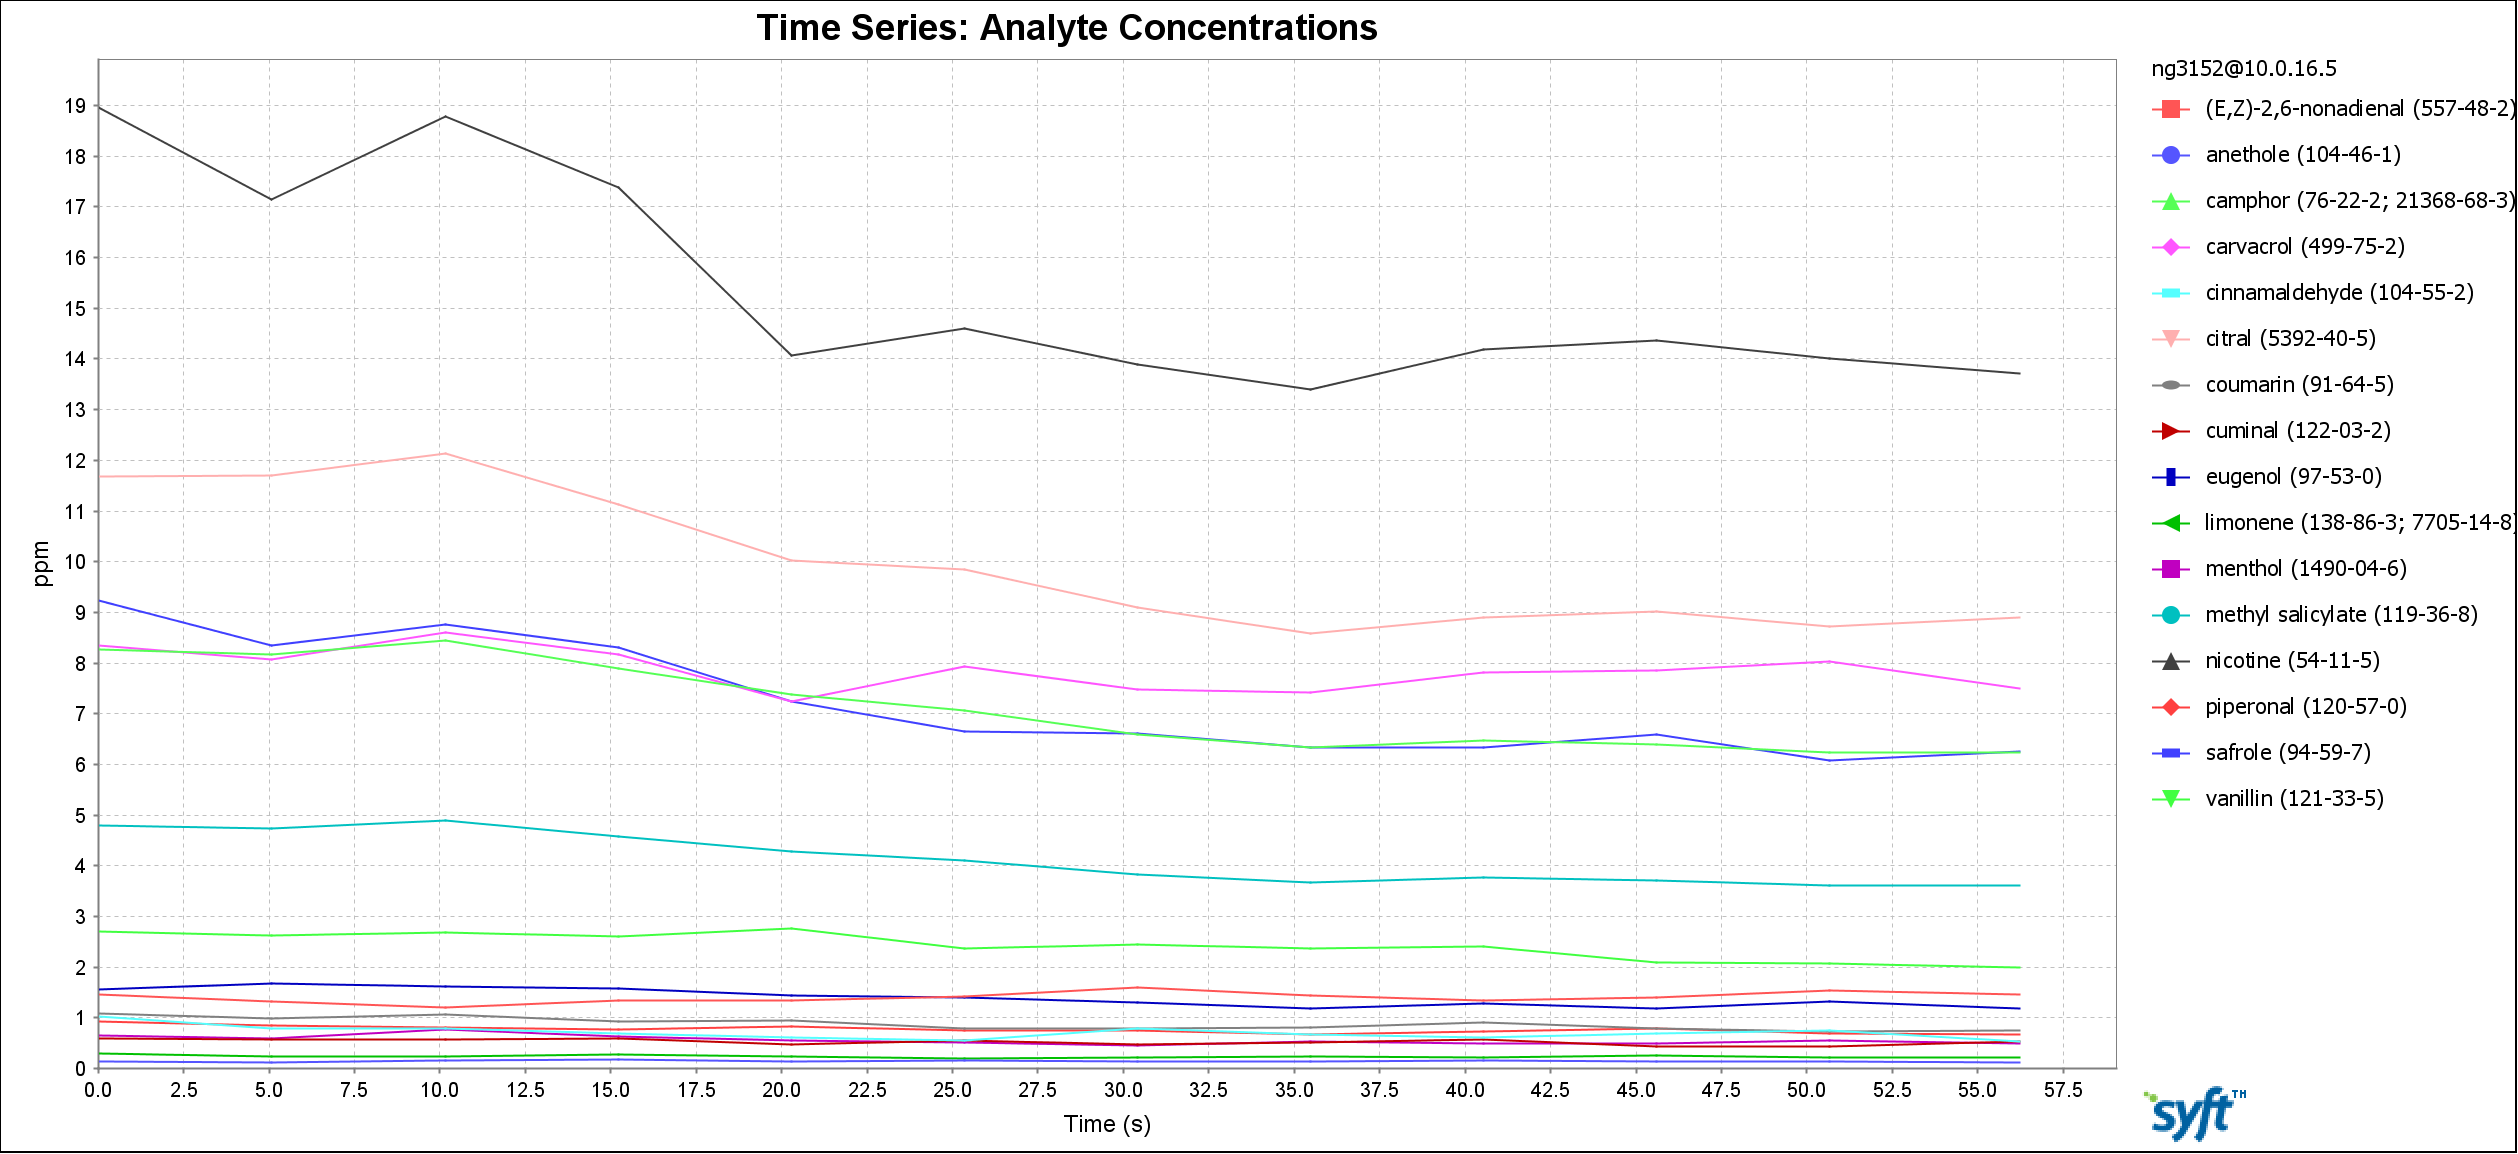 Time Series: Analyte Concentrations
ng3152@10.0.16.5
(E,Z)-2,6-nonadienal (557-48-2)
anethole (104-46-1)
camphor (76-22-2; 21368-68-3)
carvacrol (499-75-2)
cinnamaldehyde (104-55-2)
citral (5392-40-5)
coumarin (91-64-5)
cuminal (122-03-2)
eugenol (97-53-0)
limonene (138-86-3; 7705-14-8)
menthol (1490-04-6)
methyl salicylate (119-36-8)
nicotine (54-11-5)
piperonal (120-57-0)
safrole (94-59-7)
vanillin (121-33-5)
19
18
17
16
15
14
13
12
11
10
9
8
7
6
5
4
3
2
1
0
ppm
0.0 2.5 5.0 7.5 10.0 12.5 15.0 17.5 20.0 22.5 25.0 27.5 30.0 32.5 35.0 37.5 40.0 42.5 45.0 47.5 50.0 52.5 55.0 57.5
Time (s)
syft™